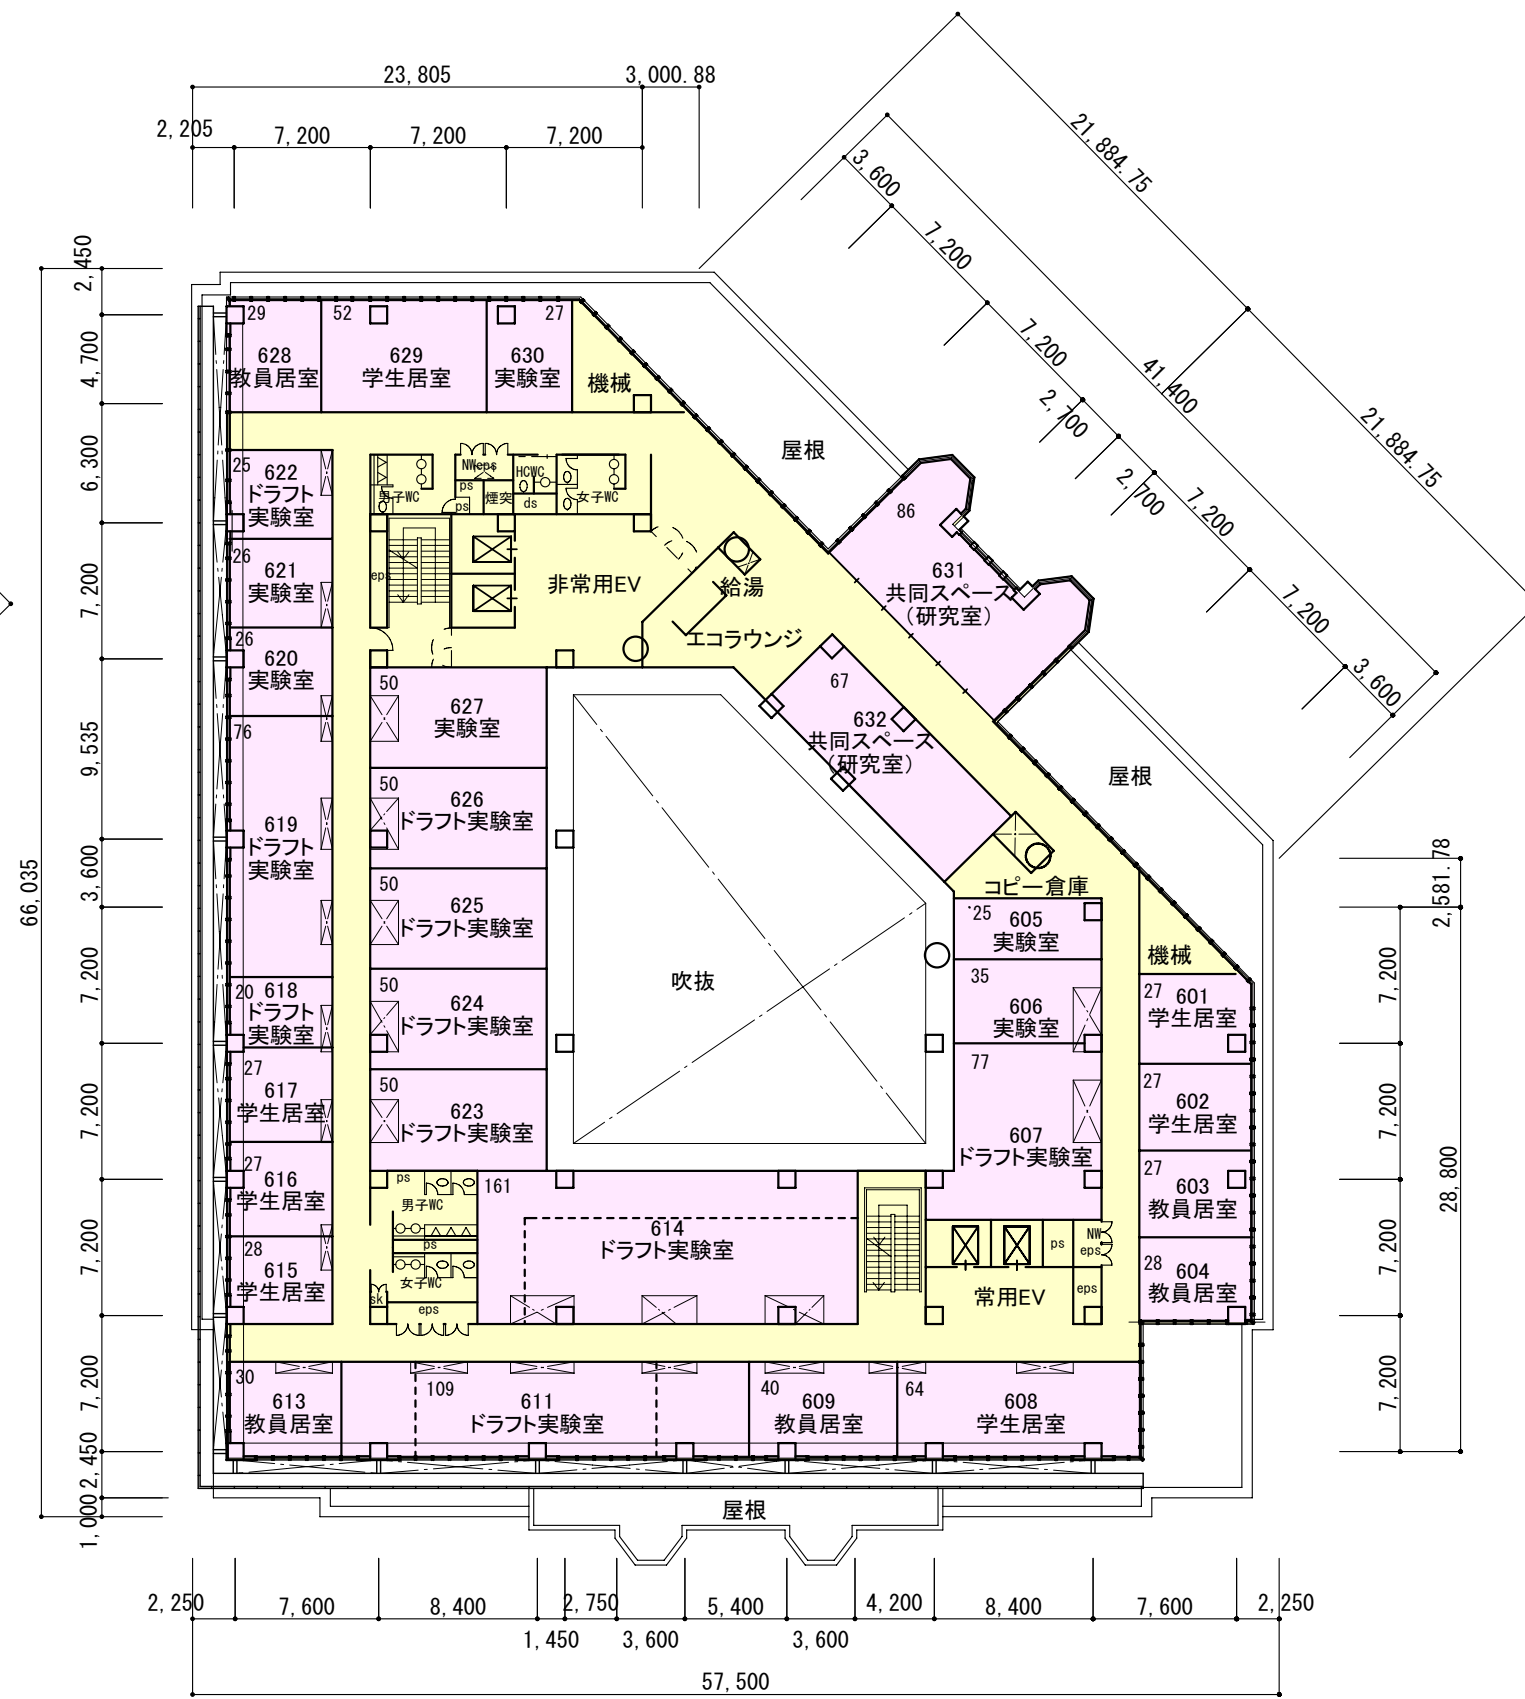 23,805
3,000.88
2,205
7,200
7,200
7,200
21,884.75
3,600
7,200
7,200
41,400
2,700
2,700
21,884.75
7,200
7,200
3,600
2,450
4,700
6,300
7,200
9,535
3,600
7,200
7,200
7,200
7,200
2,450
1,000
66,035
29
628
教員居室
52
629
学生居室
27
630
実験室
機械
屋根
25
622
ドラフト
実験室
男子WC
NW
eps
ps
ps
煙突
HCWC
ds
女子WC
86
631
共同スペース
(研究室)
26
621
実験室
eps
非常用EV
給湯
エコラウンジ
26
620
実験室
50
627
実験室
67
632
共同スペース
(研究室)
屋根
76
619
ドラフト
実験室
50
626
ドラフト実験室
50
625
ドラフト実験室
コピー倉庫
25
605
実験室
機械
吹抜
20
618
ドラフト
実験室
50
624
ドラフト実験室
35
606
実験室
27
601
学生居室
27
617
学生居室
50
623
ドラフト実験室
77
607
ドラフト実験室
27
602
学生居室
27
616
学生居室
ps
男子WC
ps
女子WC
sk
eps
161
614
ドラフト実験室
27
603
教員居室
28
615
学生居室
ps
NW
eps
常用EV
eps
28
604
教員居室
30
613
教員居室
109
611
ドラフト実験室
40
609
教員居室
64
608
学生居室
屋根
2,581.78
7,200
7,200
7,200
7,200
28,800
2,250
7,600
8,400
1,450
2,750
3,600
5,400
3,600
4,200
8,400
7,600
2,250
57,500